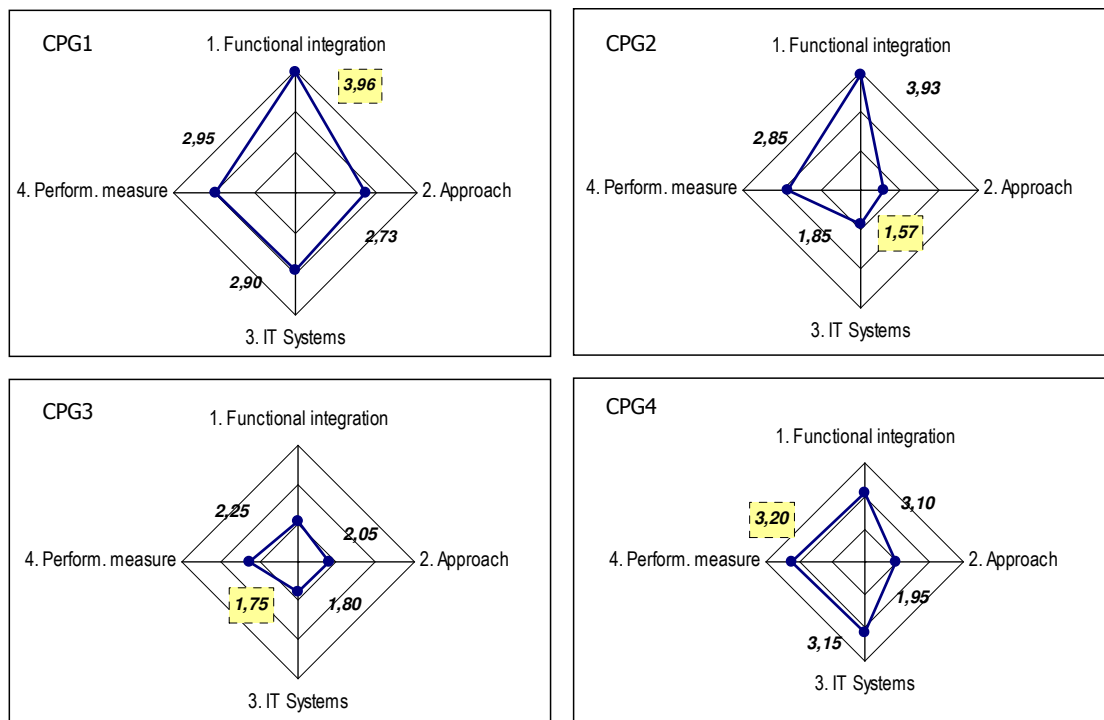 CPG1
1. Functional integration
3,96
2,95
4. Perform. measure
2. Approach
2,73
2,90
3. IT Systems
CPG2
1. Functional integration
3,93
2,85
4. Perform. measure
2. Approach
1,85
1,57
3. IT Systems
CPG3
1. Functional integration
2,25
2,05
4. Perform. measure
2. Approach
1,75
1,80
3. IT Systems
CPG4
1. Functional integration
3,20
3,10
4. Perform. measure
2. Approach
1,95
3,15
3. IT Systems